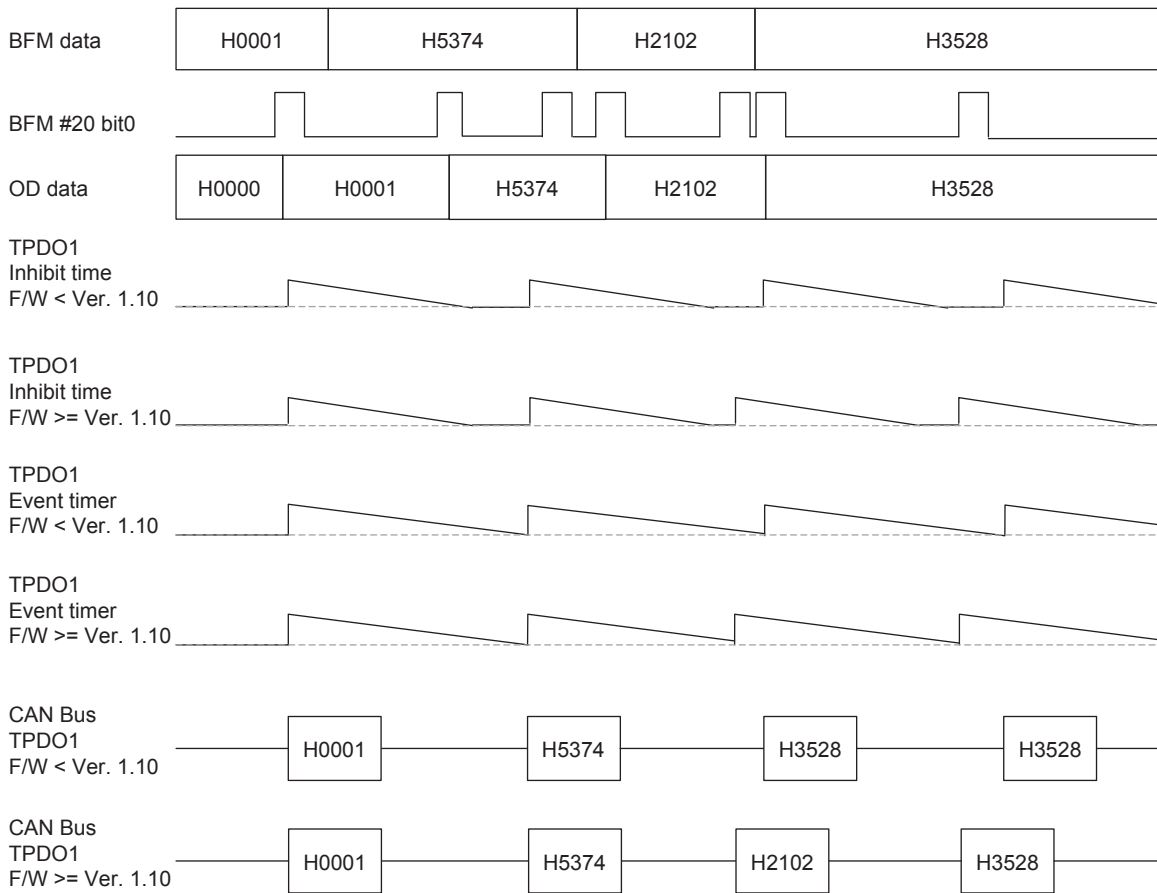 BFM data H0001 H5374 H2102 H3528
BFM #20 bit0
OD data H0000 H0001 H5374 H2102 H3528
TPDO1
Inhibit time
F/W < Ver. 1.10
TPDO1
Inhibit time
F/W >= Ver. 1.10
TPDO1
Event timer
F/W < Ver. 1.10
TPDO1
Event timer
F/W >= Ver. 1.10
CAN Bus
TPDO1
F/W < Ver. 1.10
H0001 H5374 H3528 H3528
CAN Bus
TPDO1
F/W >= Ver. 1.10
H0001 H5374 H2102 H3528